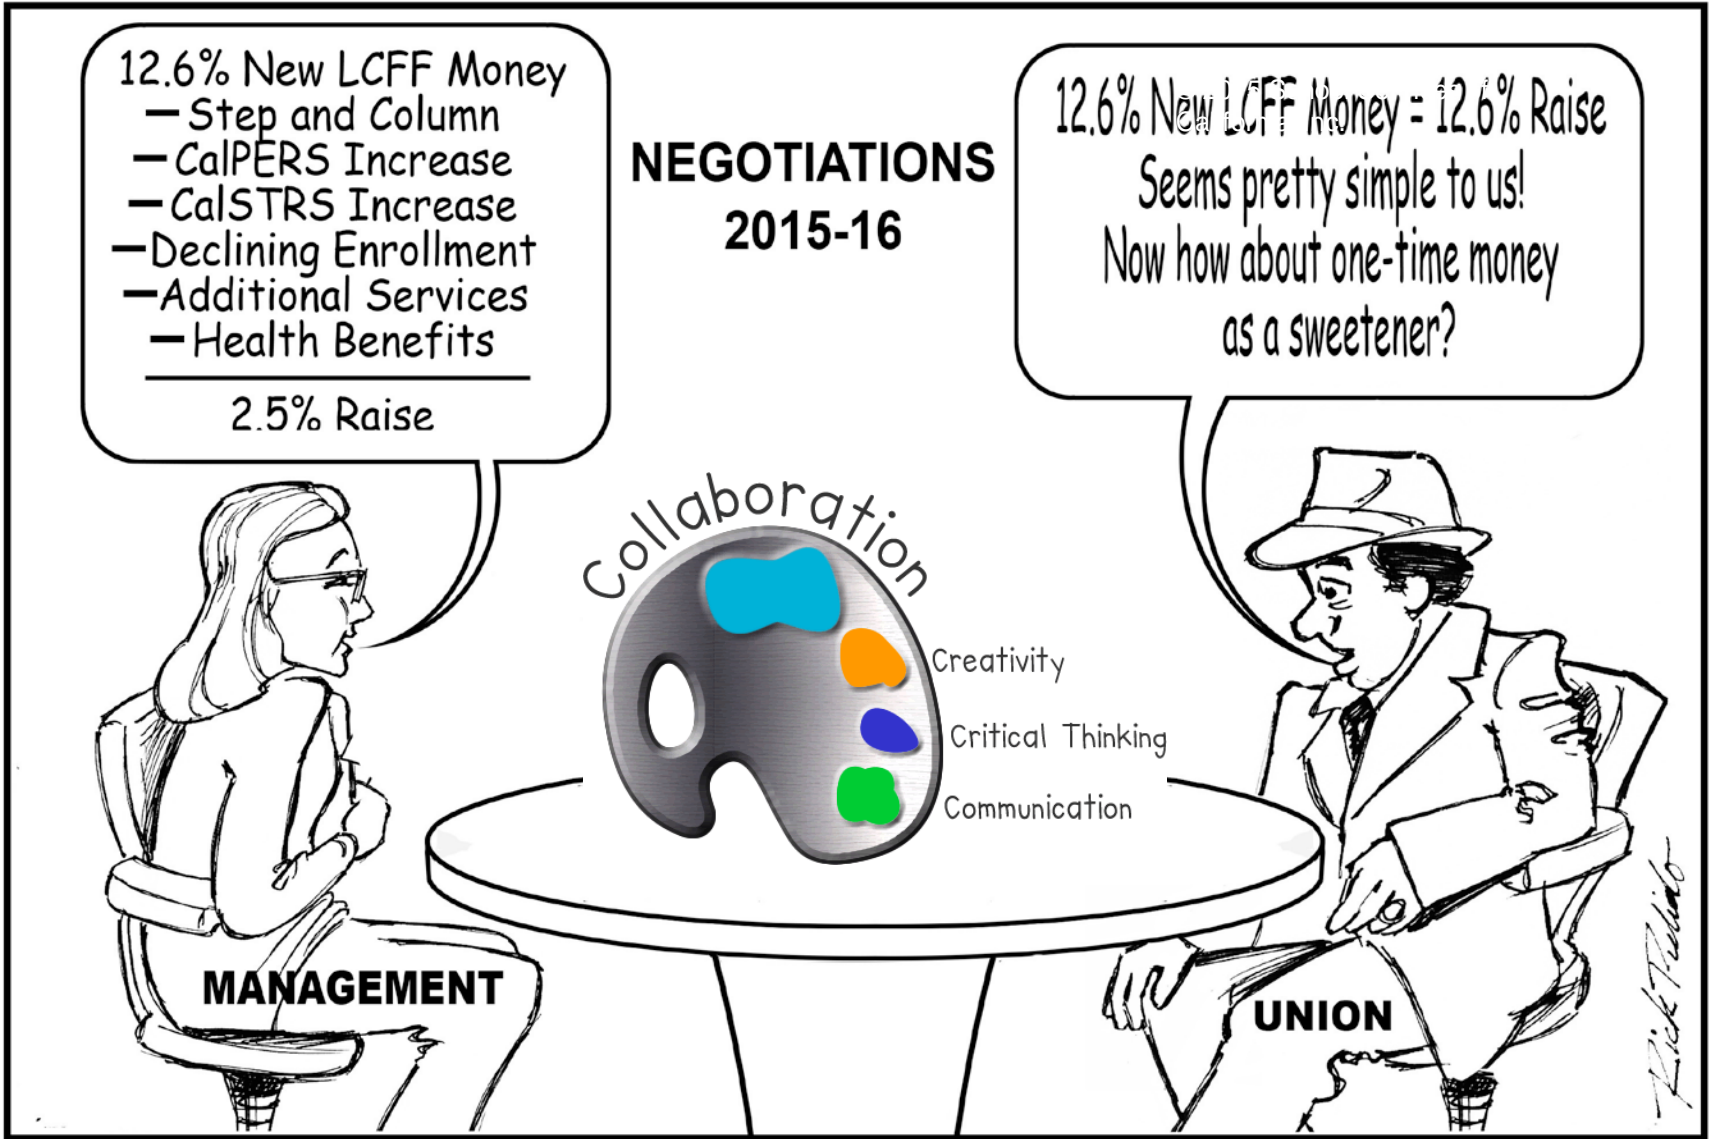 12.6% New LCFF Money
—Step and Column
—CalPERS Increase
—CalSTRS Increase
—Declining Enrollment
—Additional Services
—Health Benefits
2.5% Raise
NEGOTIATIONS
2015-16
12.6% New LCFF Money = 12.6% Raise
Seems pretty simple to us!
Now how about one-time money
as a sweetener?
Collaboration
Creativity
Critical Thinking
Communication
MANAGEMENT
UNION
Rick Pulido